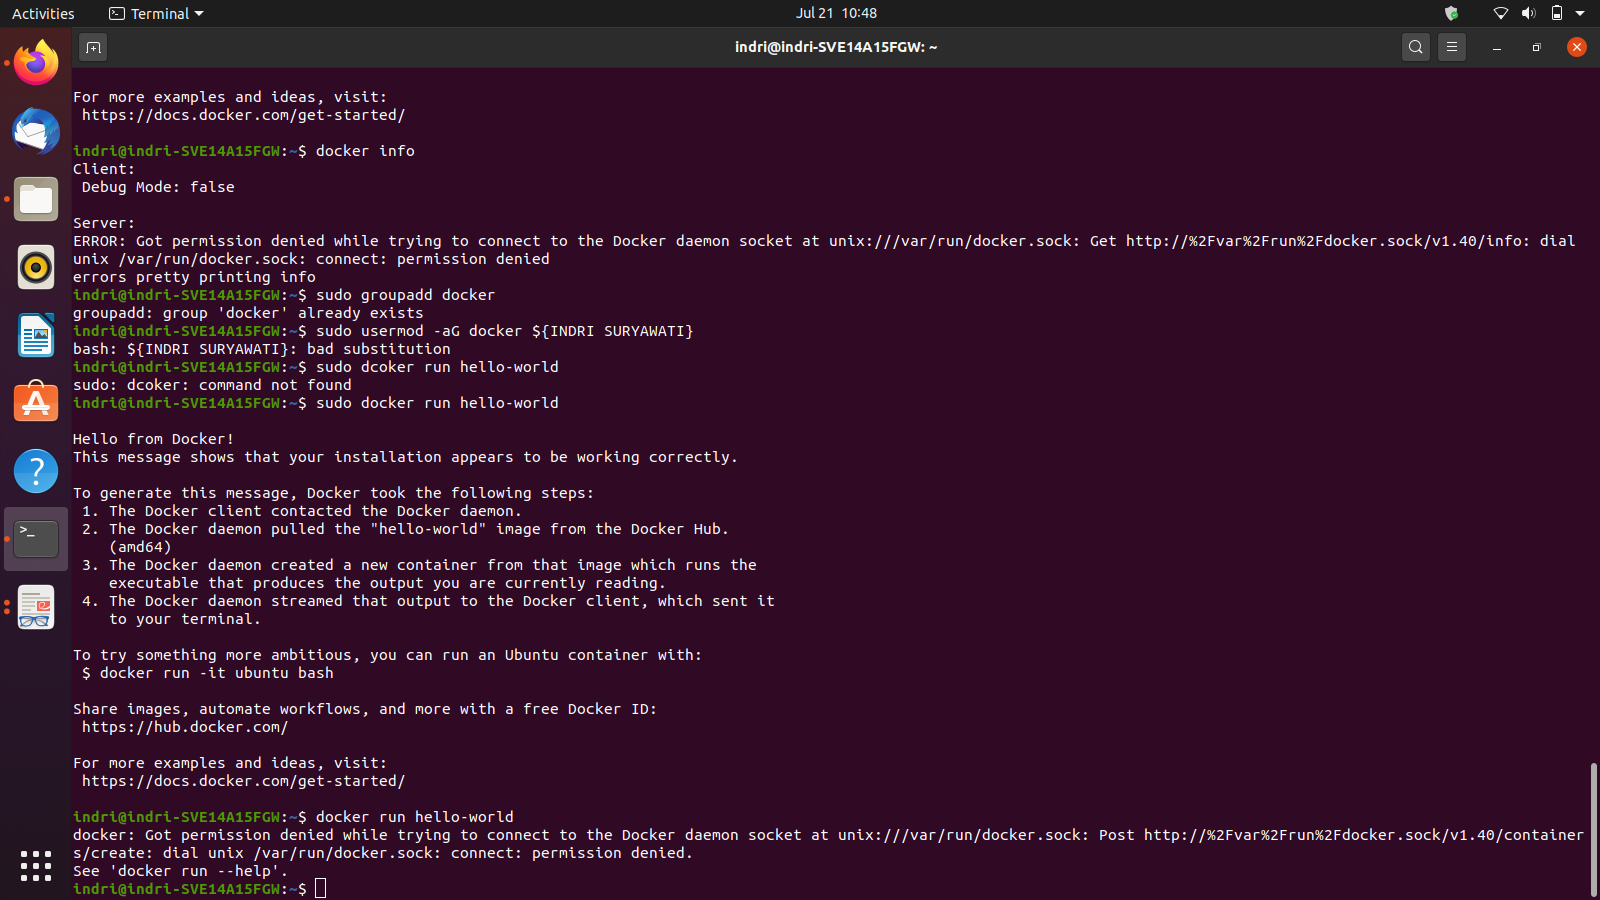 Activities
Terminal
Jul 21 10:48
indri@indri-SVE14A15FGW: ~
For more examples and ideas, visit:
https://docs.docker.com/get-started/
indri@indri-SVE14A15FGW:~$ docker info
Client:
Debug Mode: false
Server:
ERROR: Got permission denied while trying to connect to the Docker daemon socket at unix:///var/run/docker.sock: Get http://%2Fvar%2Frun%2Fdocker.sock/v1.40/info: dial
unix /var/run/docker.sock: connect: permission denied
errors pretty printing info
indri@indri-SVE14A15FGW:~$ sudo groupadd docker
groupadd: group 'docker' already exists
indri@indri-SVE14A15FGW:~$ sudo usermod -aG docker ${INDRI SURYAWATI}
bash: ${INDRI SURYAWATI}: bad substitution
indri@indri-SVE14A15FGW:~$ sudo dcoker run hello-world
sudo: dcoker: command not found
indri@indri-SVE14A15FGW:~$ sudo docker run hello-world
Hello from Docker!
This message shows that your installation appears to be working correctly.
To generate this message, Docker took the following steps:
1. The Docker client contacted the Docker daemon.
2. The Docker daemon pulled the "hello-world" image from the Docker Hub.
(amd64)
3. The Docker daemon created a new container from that image which runs the
executable that produces the output you are currently reading.
4. The Docker daemon streamed that output to the Docker client, which sent it
to your terminal.
To try something more ambitious, you can run an Ubuntu container with:
$ docker run -it ubuntu bash
Share images, automate workflows, and more with a free Docker ID:
https://hub.docker.com/
For more examples and ideas, visit:
https://docs.docker.com/get-started/
indri@indri-SVE14A15FGW:~$ docker run hello-world
docker: Got permission denied while trying to connect to the Docker daemon socket at unix:///var/run/docker.sock: Post http://%2Fvar%2Frun%2Fdocker.sock/v1.40/container
s/create: dial unix /var/run/docker.sock: connect: permission denied.
See 'docker run --help'.
indri@indri-SVE14A15FGW:~$